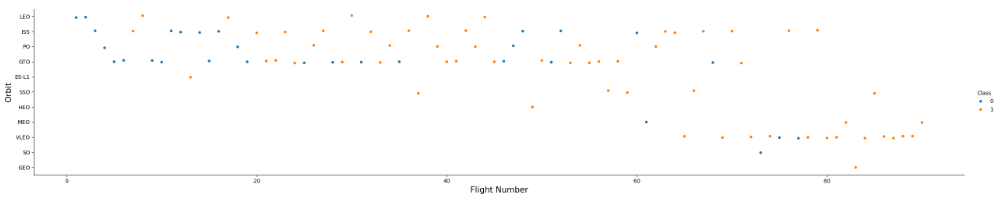 LEO
ISS
PO
GTO
ES-L1
SSO
HEO
MEO
VLEO
SO
GEO
Orbit
0 20 40 60 80
Flight Number
Class
0
1